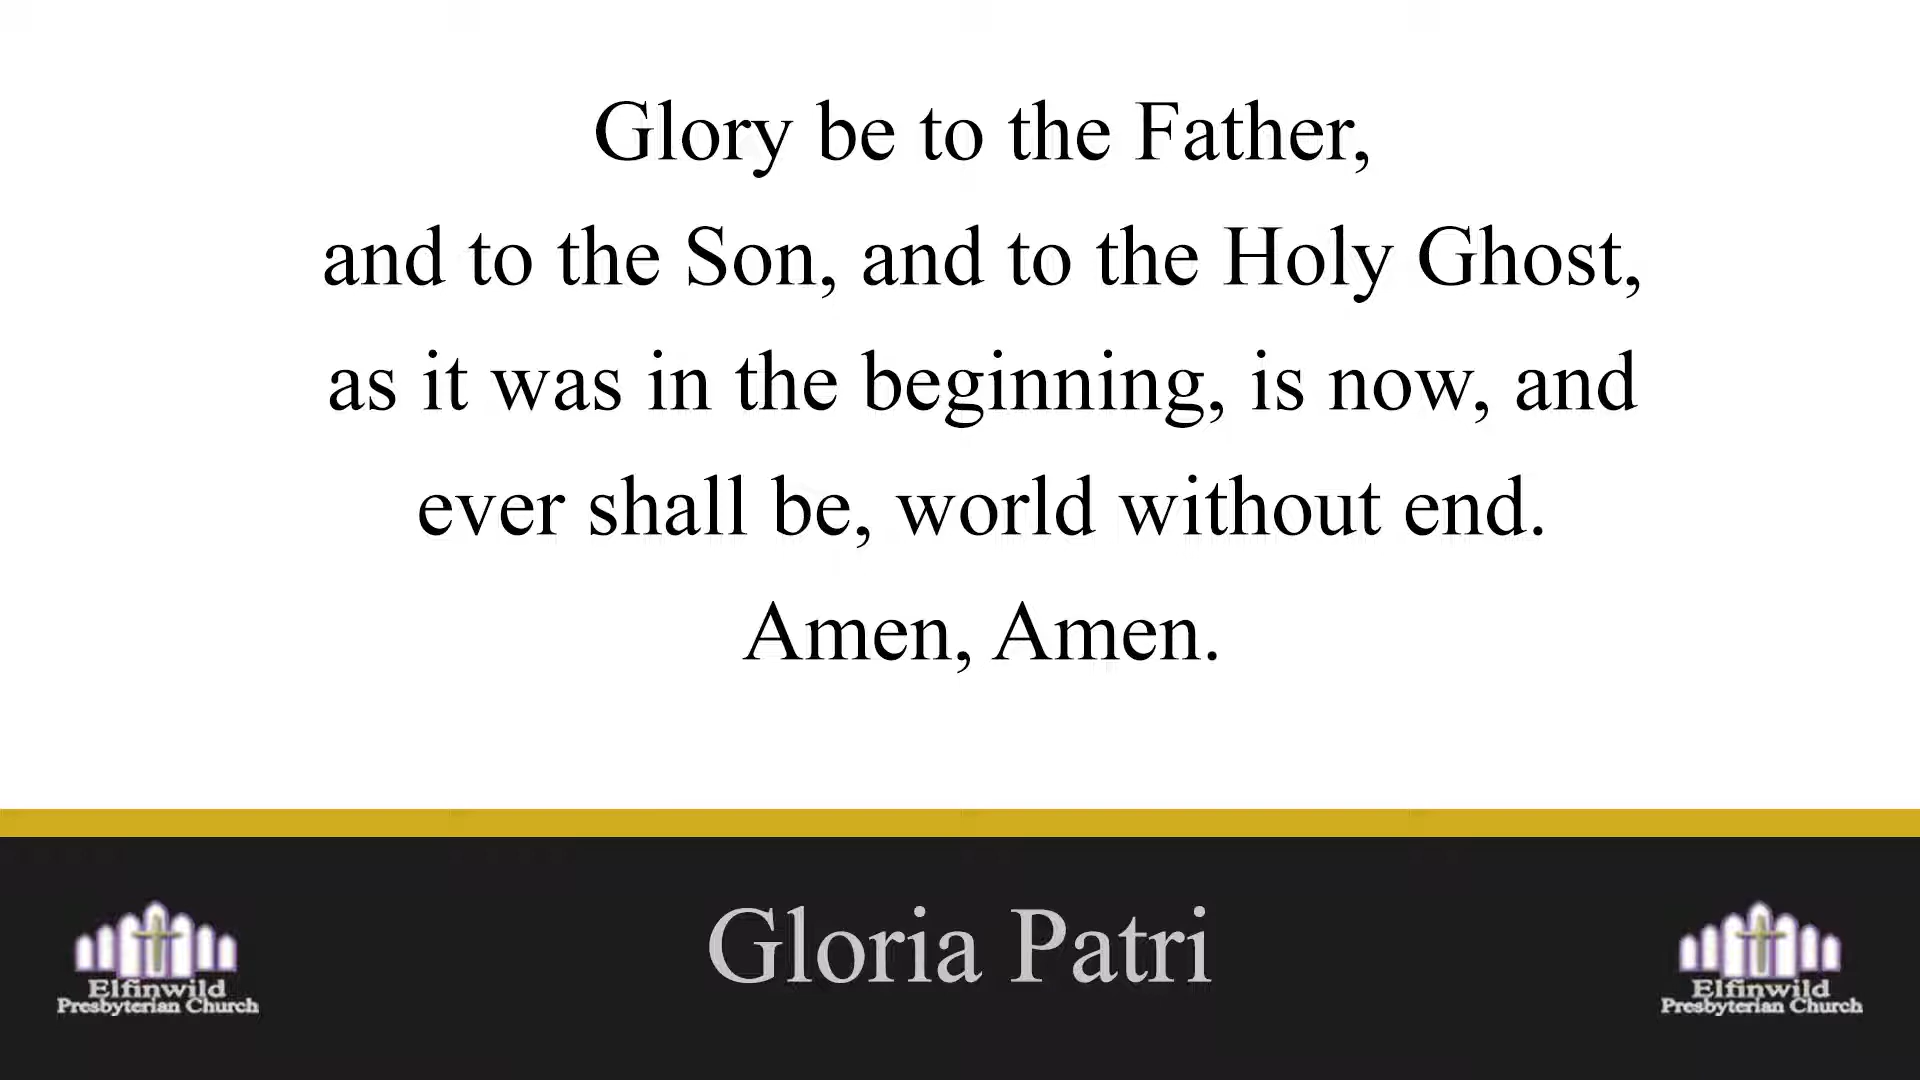 Glory be to the Father,
and to the Son, and to the Holy Ghost,
as it was in the beginning, is now, and
ever shall be, world without end.
Amen, Amen.
Gloria Patri
Elfinwild
Presbyterian Church
Elfinwild
Presbyterian Church